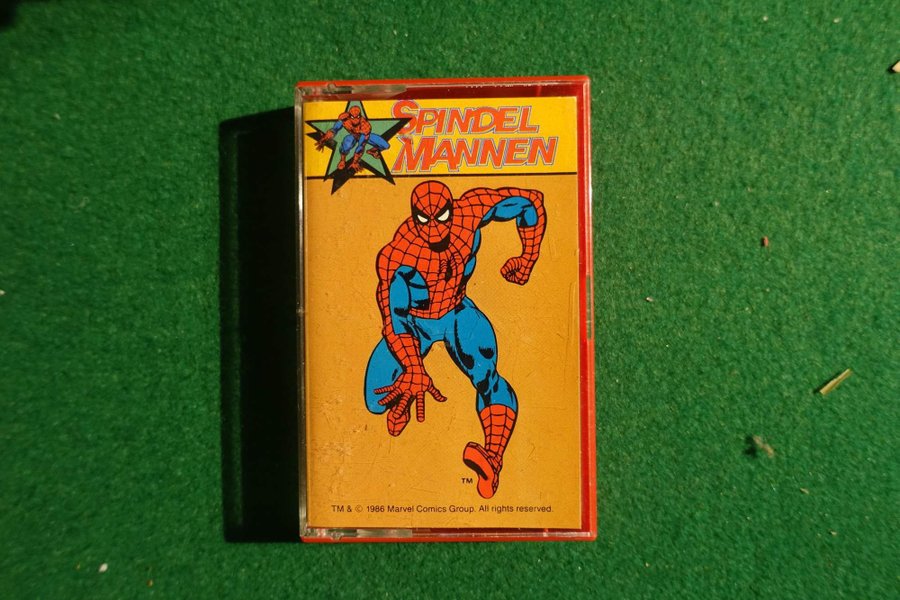 SPINDEL
MANNEN
TM
TM & © 1986 Marvel Comics Group. All rights reserved.